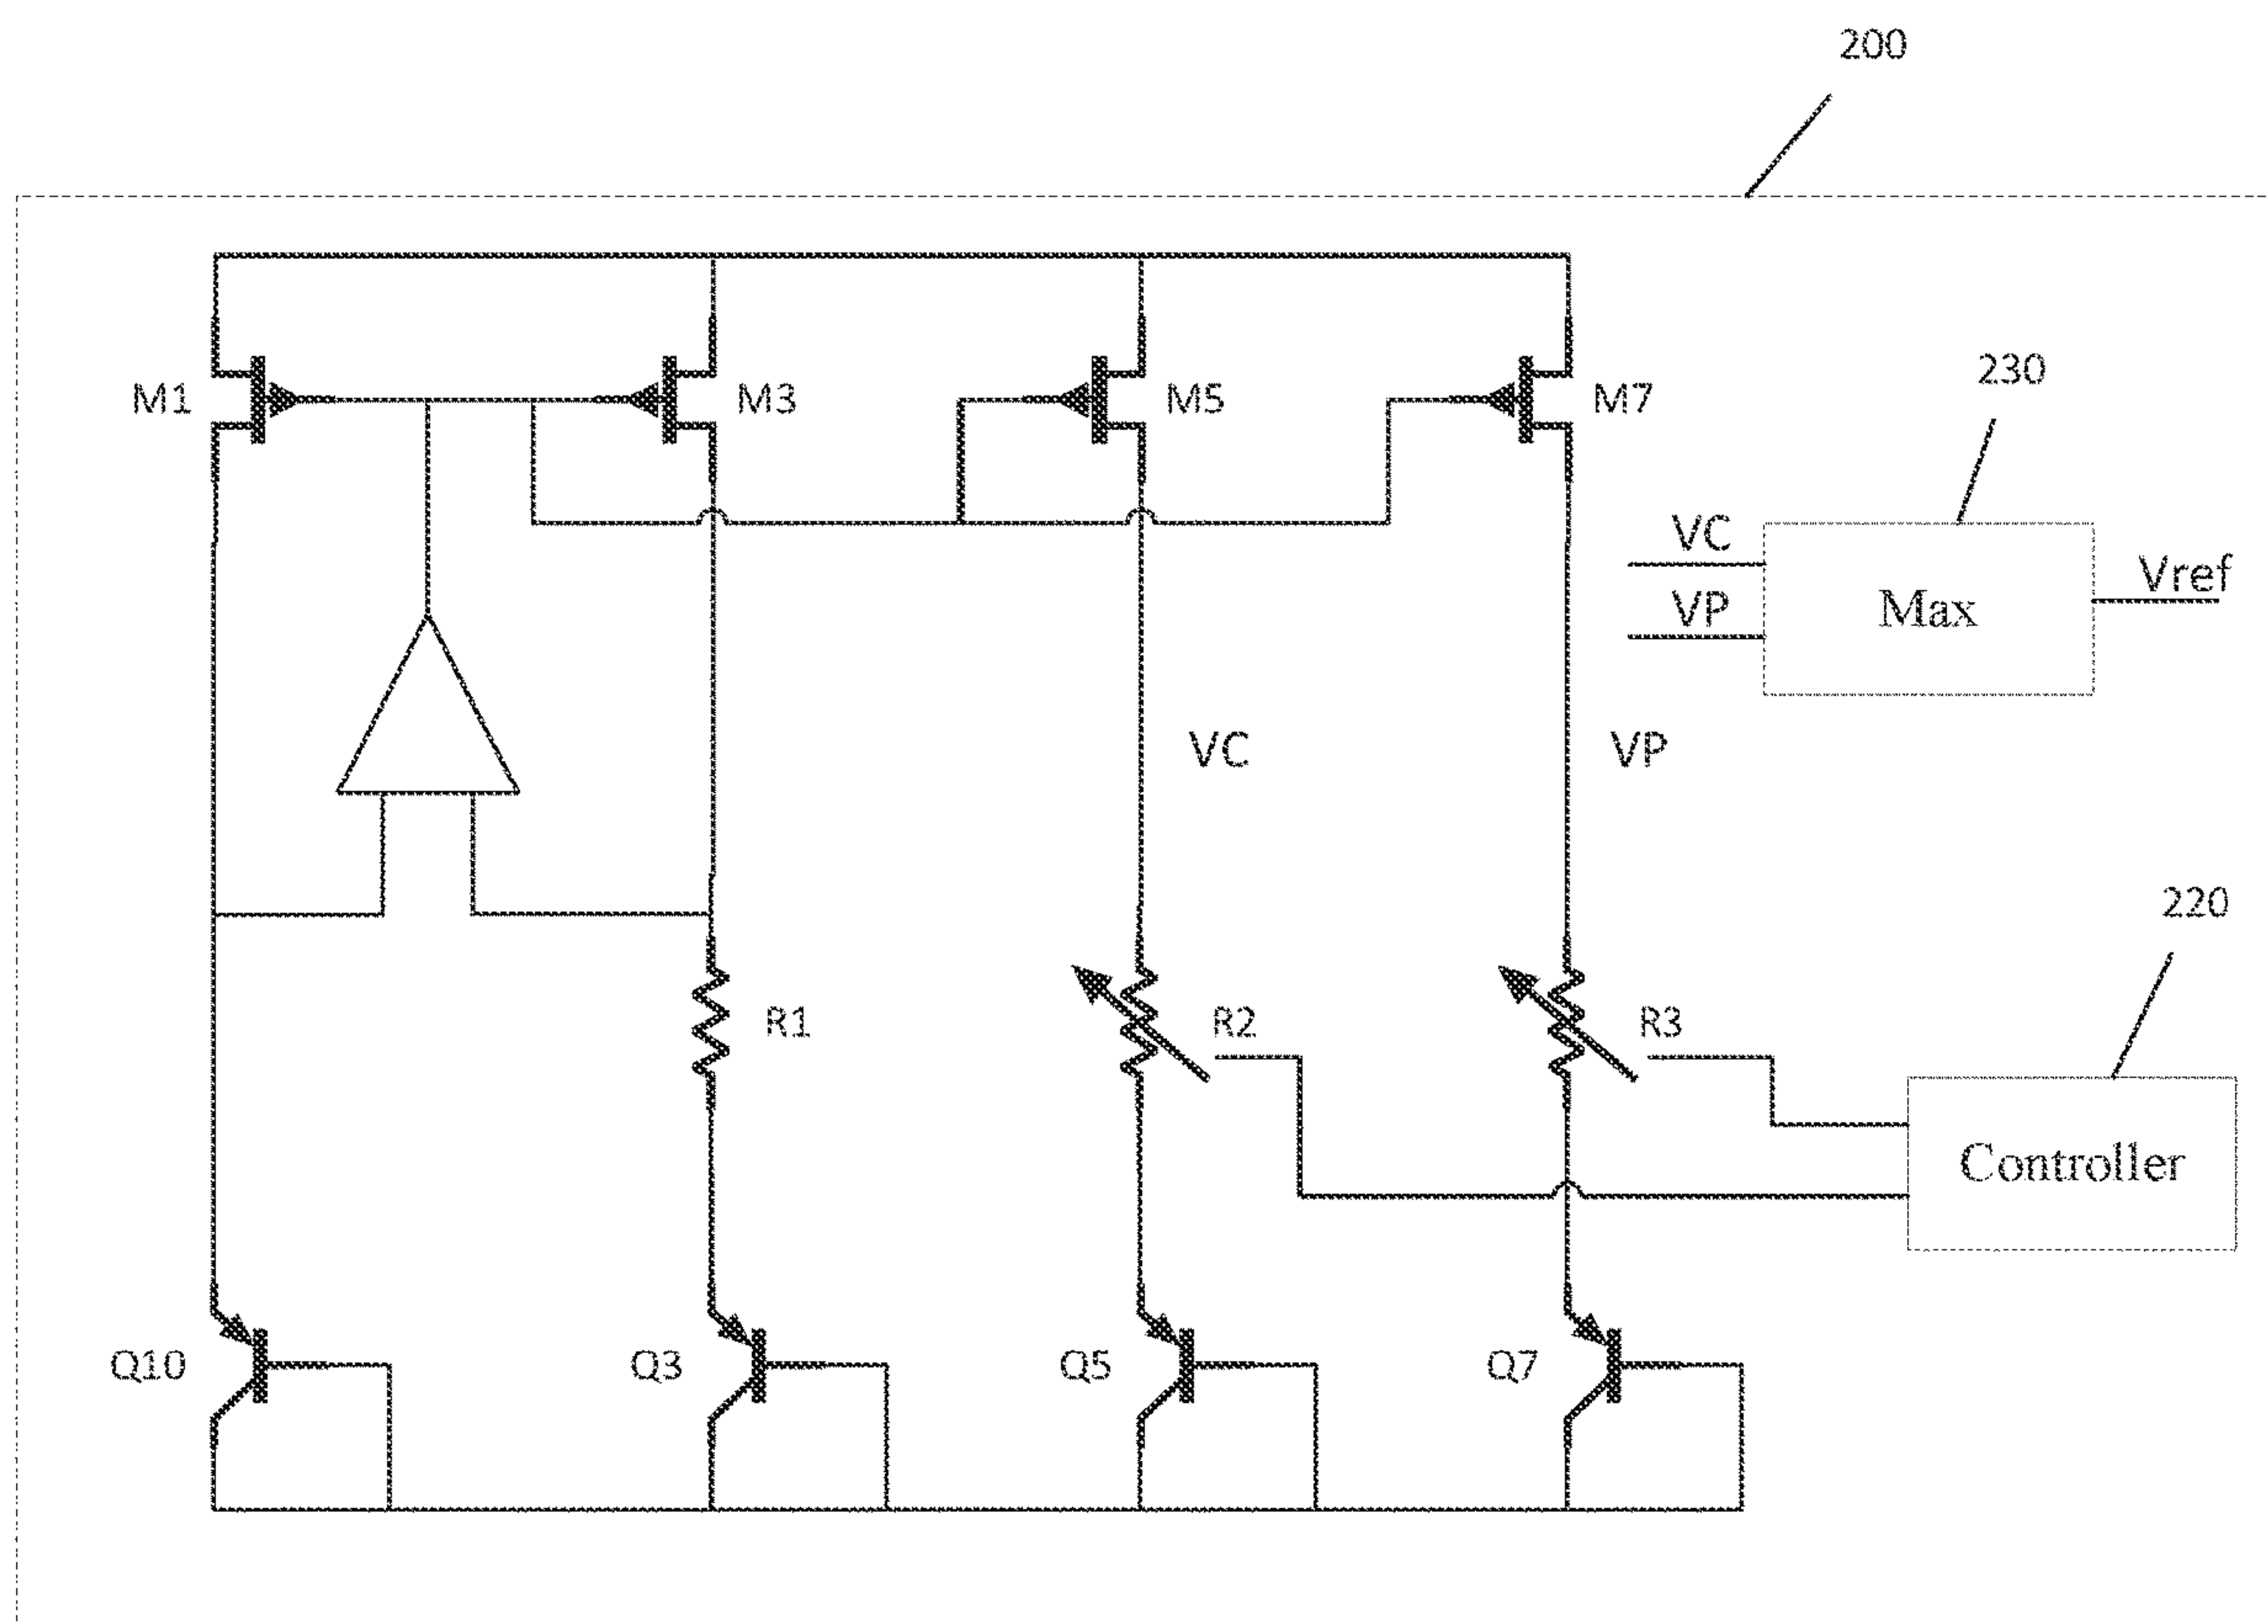 200
M1
M3
M5
M7
230
VC
VP
Max
Vref
VC
VP
220
R1
R2
R3
Controller
Q10
Q3
Q5
Q7